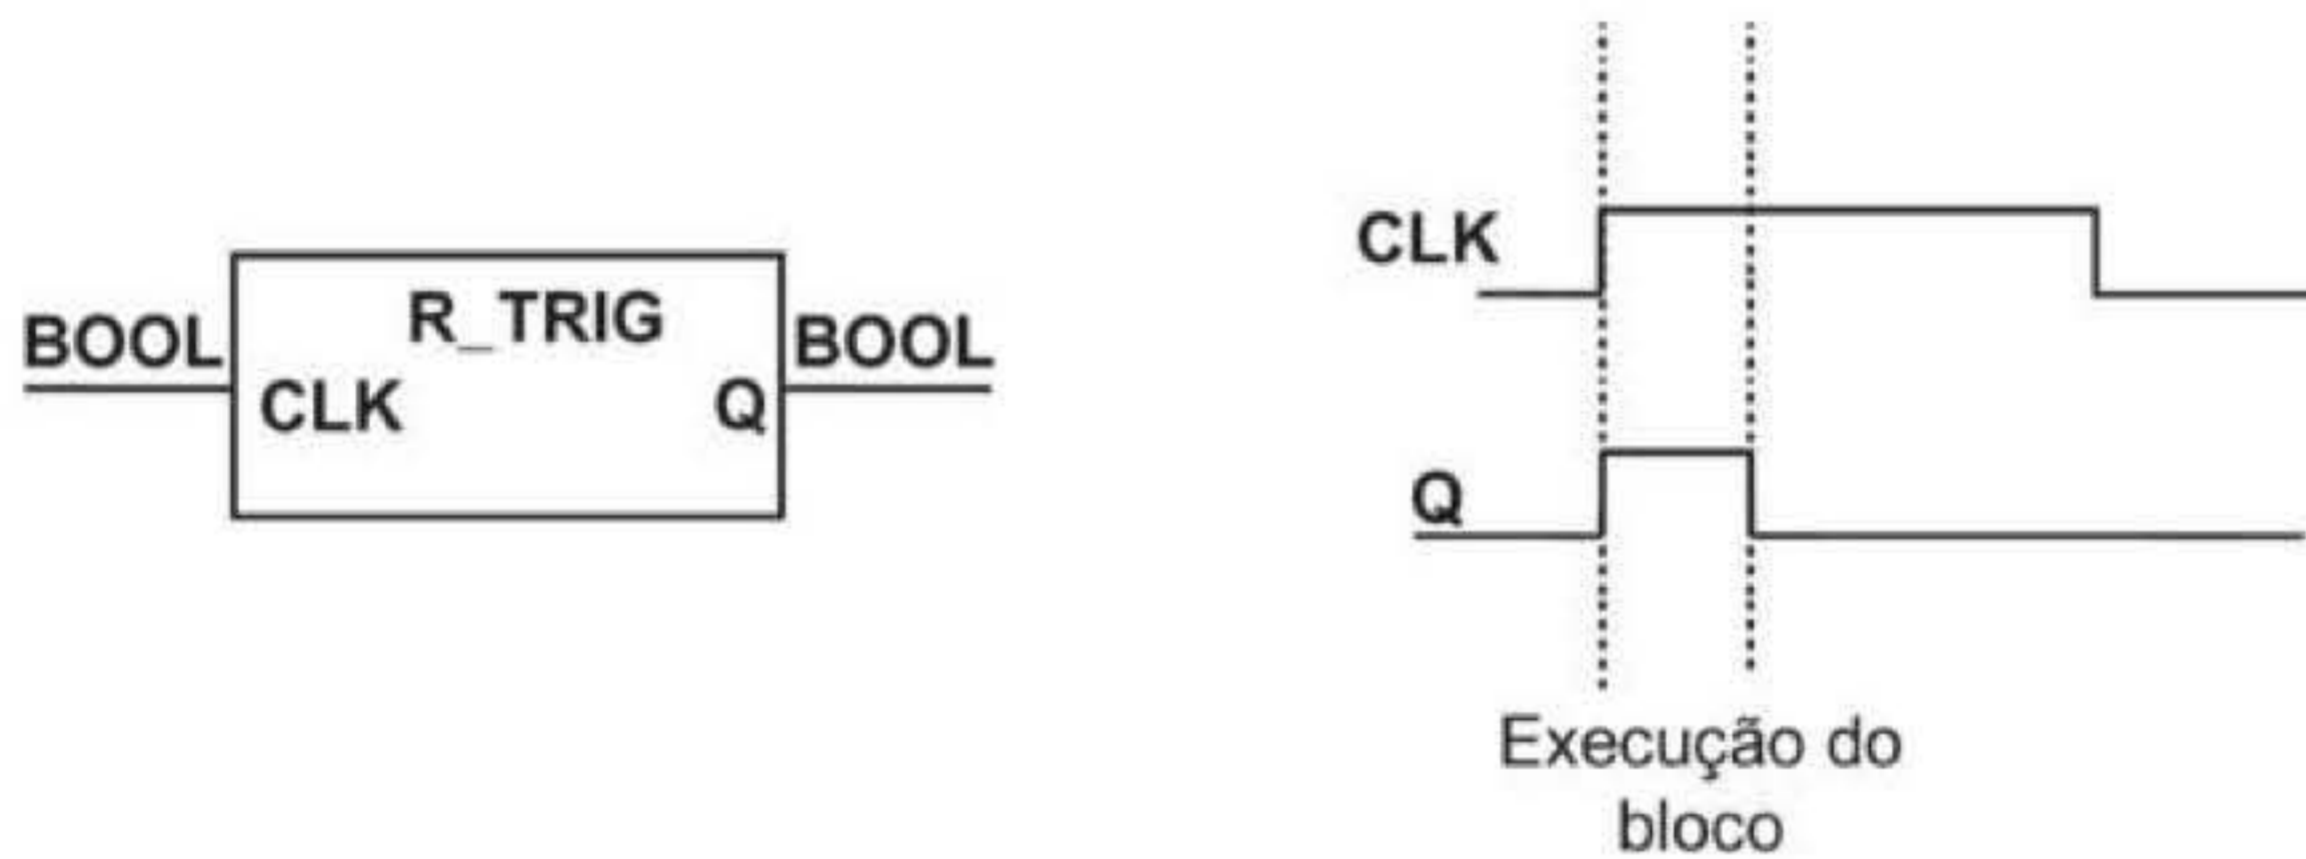 BOOL
R_TRIG
BOOL
CLK
Q
CLK
Q
Execução do
bloco